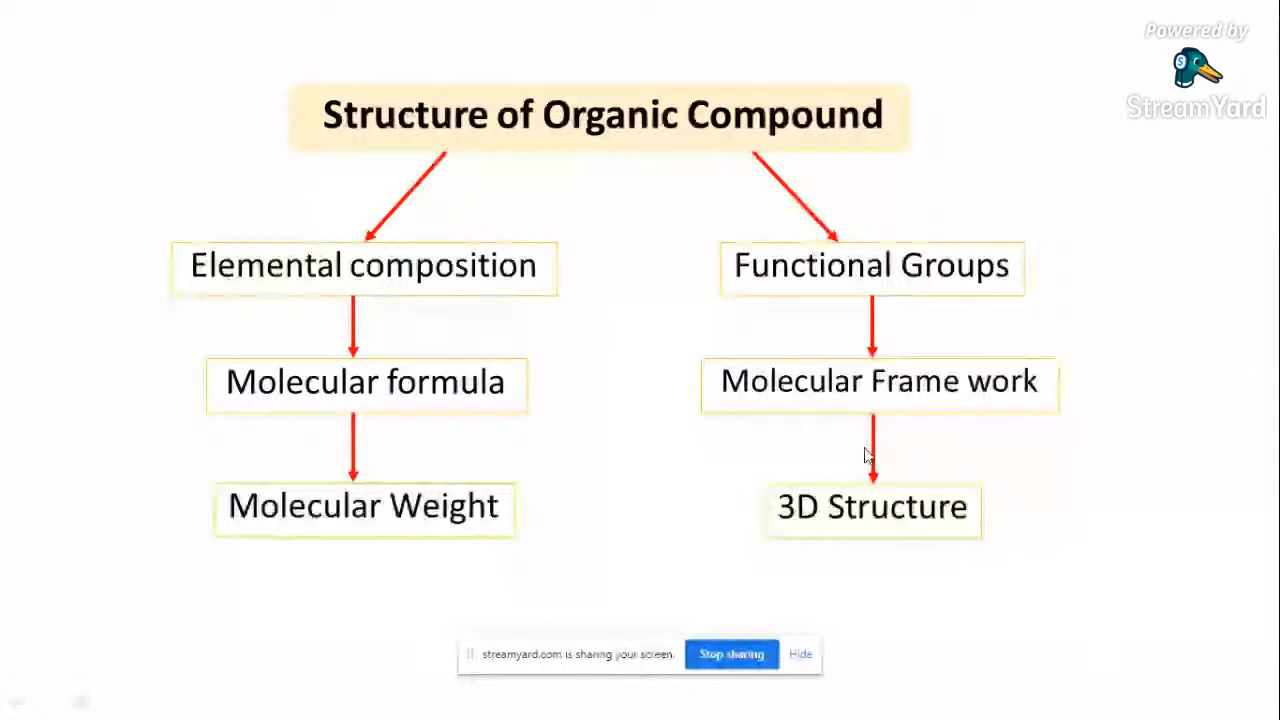 Powered by
StreamYard
Structure of Organic Compound
Elemental composition
Functional Groups
Molecular formula
Molecular Frame work
Molecular Weight
3D Structure
streamyard.com is sharing your screen. Stop sharing Hide